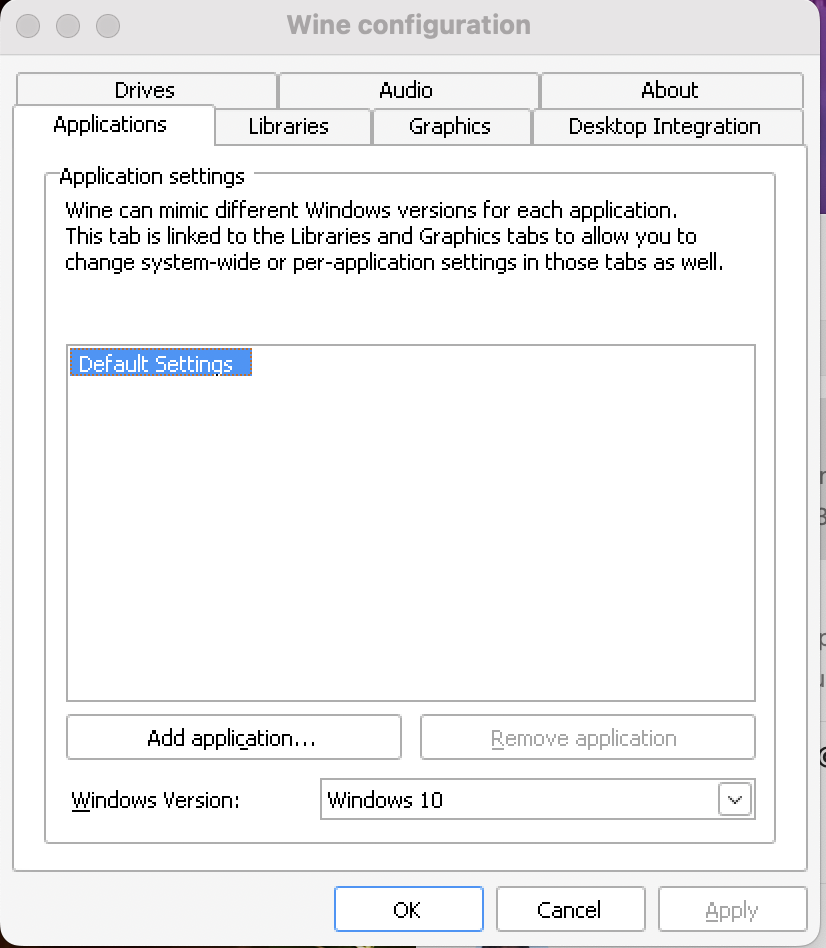 Wine configuration
Drives
Audio
About
Applications
Libraries
Graphics
Desktop Integration
Application settings
Wine can mimic different Windows versions for each application.
This tab is linked to the Libraries and Graphics tabs to allow you to
change system-wide or per-application settings in those tabs as well.
Default Settings
Add application...
Remove application
Windows Version:
Windows 10
OK
Cancel
Apply